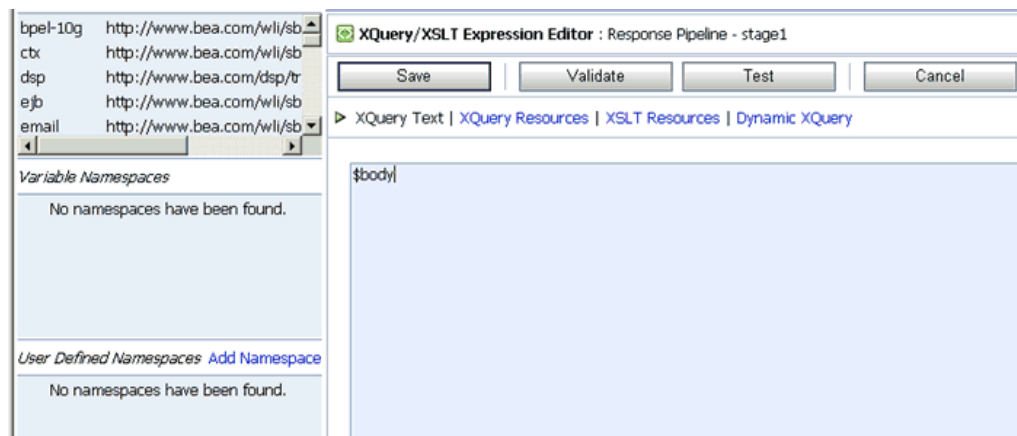 bpel-10g http://www.bea.com/wli/sb
ctx http://www.bea.com/wli/sb
dsp http://www.bea.com/dsp/tr
ejb http://www.bea.com/wli/sb
email http://www.bea.com/wli/sb
Variable Namespaces
No namespaces have been found.
User Defined Namespaces Add Namespace
No namespaces have been found.
XQuery/XSLT Expression Editor : Response Pipeline - stage1
Save Validate Test Cancel
XQuery Text | XQuery Resources | XSLT Resources | Dynamic XQuery
$body